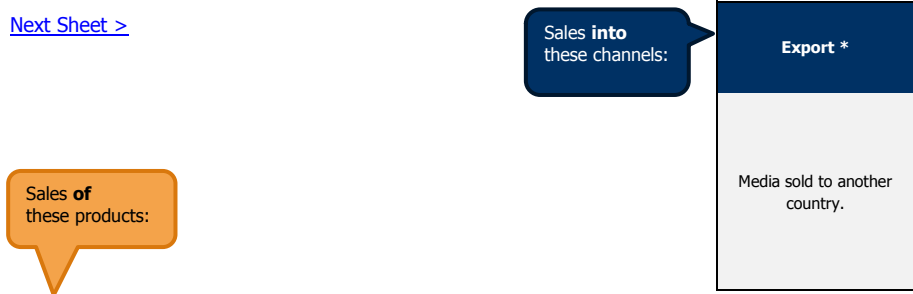 Next Sheet >
Sales into
these channels:
Export *
Media sold to another
country.
Sales of
these products: